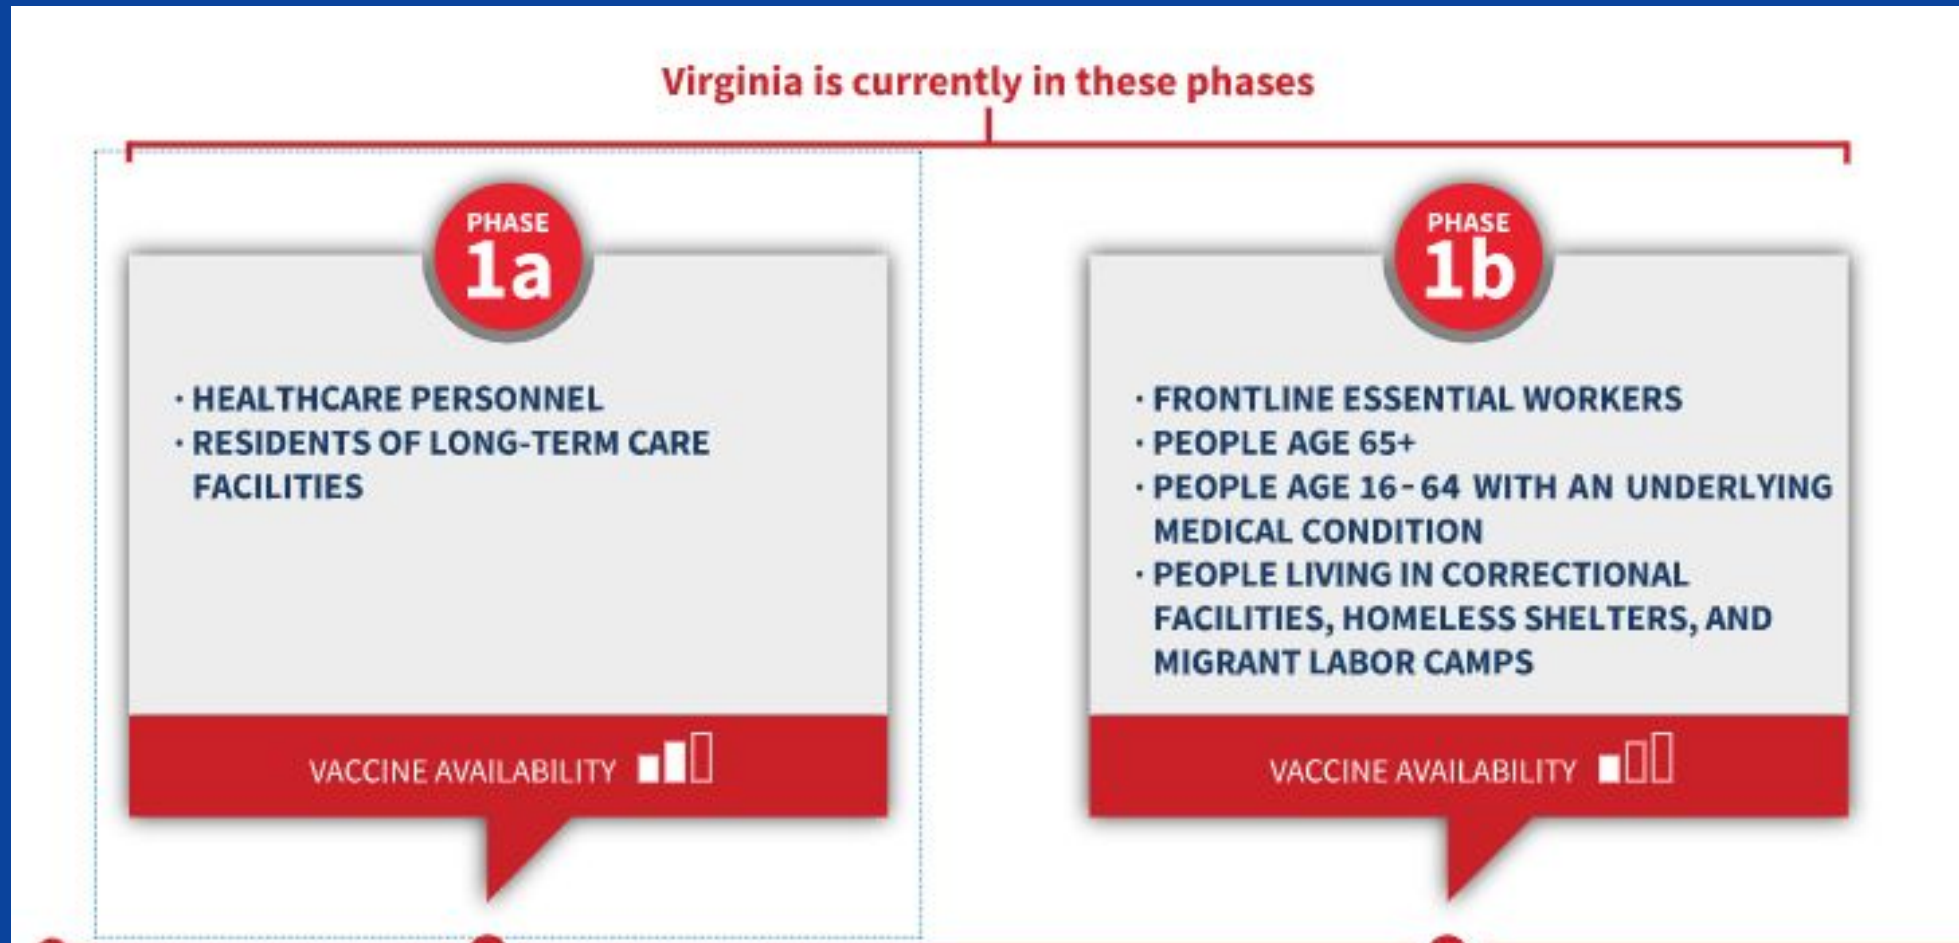 Virginia is currently in these phases
PHASE
1a
· HEALTHCARE PERSONNEL
· RESIDENTS OF LONG-TERM CARE
FACILITIES
VACCINE AVAILABILITY
PHASE
1b
· FRONTLINE ESSENTIAL WORKERS
· PEOPLE AGE 65+
· PEOPLE AGE 16-64 WITH AN UNDERLYING
MEDICAL CONDITION
· PEOPLE LIVING IN CORRECTIONAL
FACILITIES, HOMELESS SHELTERS, AND
MIGRANT LABOR CAMPS
VACCINE AVAILABILITY